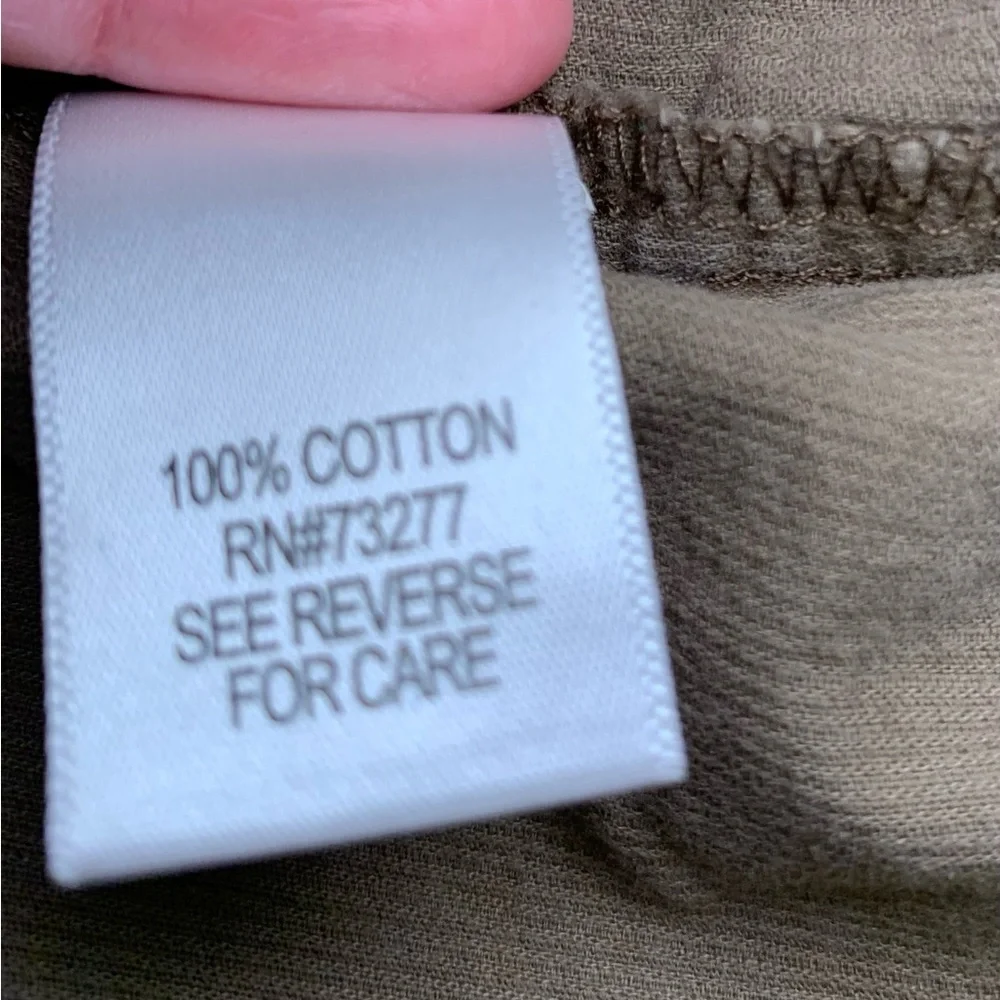 100% COTTON
RN#73277
SEE REVERSE
FOR CARE